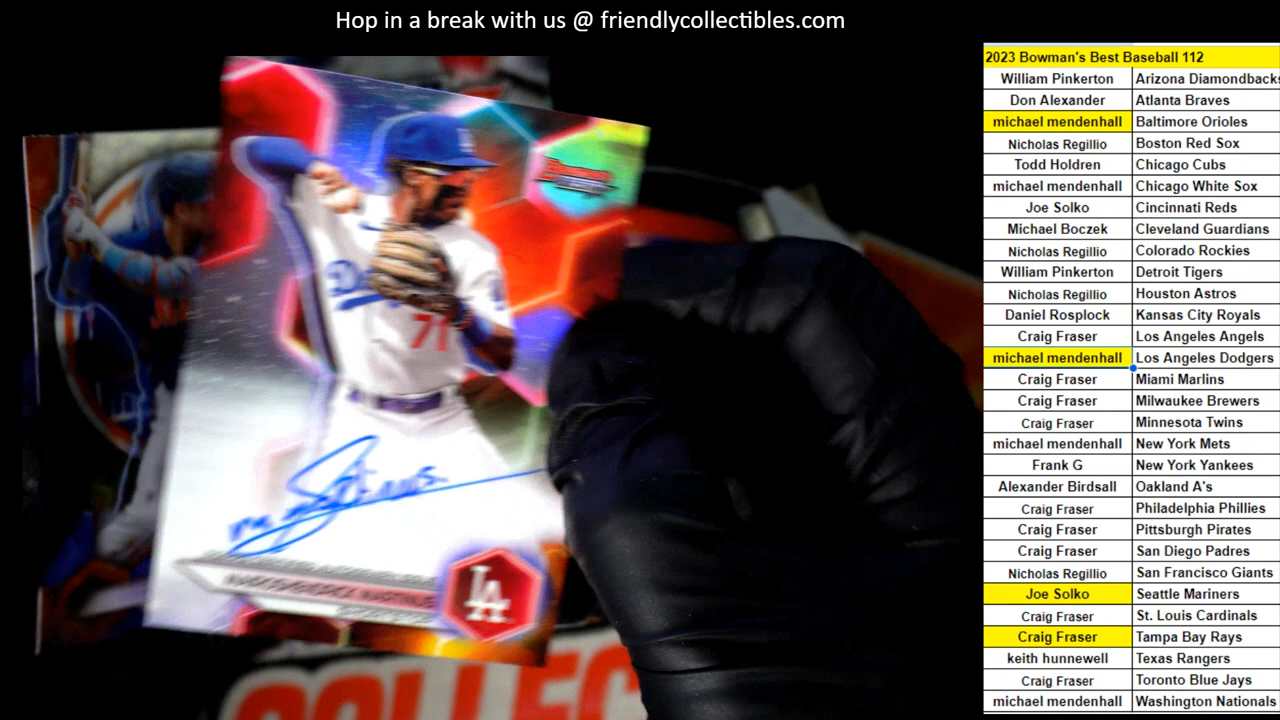 Hop in a break with us @ friendlycollectibles.com
2023 Bowman's Best Baseball 112
William Pinkerton Arizona Diamondbacks
Don Alexander Atlanta Braves
michael mendenhall Baltimore Orioles
Nicholas Regillio Boston Red Sox
Todd Holdren Chicago Cubs
michael mendenhall Chicago White Sox
Joe Solko Cincinnati Reds
Michael Boczek Cleveland Guardians
Nicholas Regillio Colorado Rockies
William Pinkerton Detroit Tigers
Nicholas Regillio Houston Astros
Daniel Rosplock Kansas City Royals
Craig Fraser Los Angeles Angels
michael mendenhall Los Angeles Dodgers
Craig Fraser Miami Marlins
Craig Fraser Milwaukee Brewers
Craig Fraser Minnesota Twins
michael mendenhall New York Mets
Frank G New York Yankees
Alexander Birdsall Oakland A's
Craig Fraser Philadelphia Phillies
Craig Fraser Pittsburgh Pirates
Craig Fraser San Diego Padres
Nicholas Regillio San Francisco Giants
Joe Solko Seattle Mariners
Craig Fraser St. Louis Cardinals
Craig Fraser Tampa Bay Rays
keith hunnewell Texas Rangers
Craig Fraser Toronto Blue Jays
michael mendenhall Washington Nationals
71
LA
COLLEC